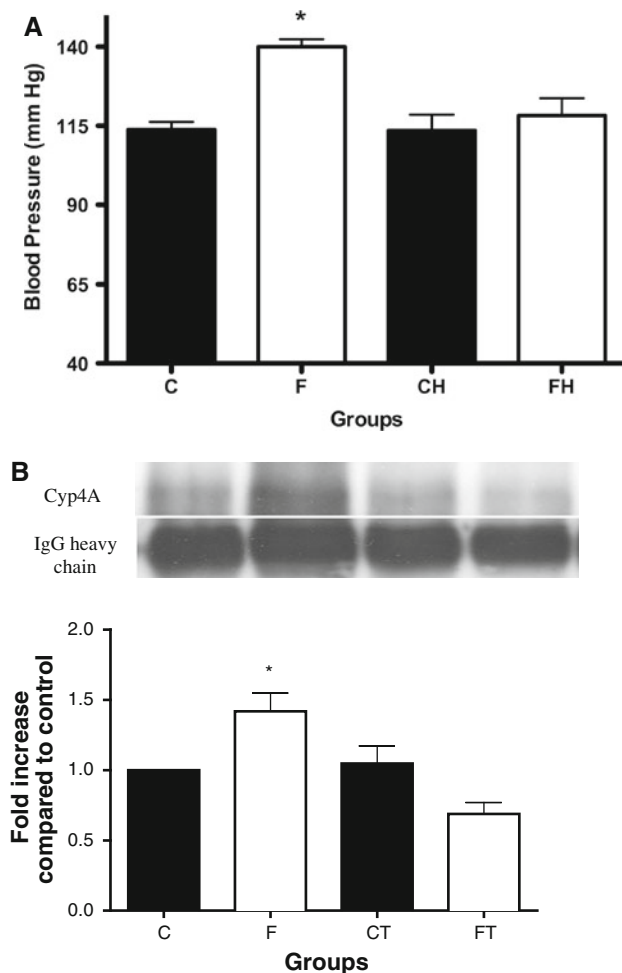 A
*
Blood Pressure (mm Hg)
140
115
90
65
40
C F CH FH
Groups
B
Cyp4A
IgG heavy
chain
Fold increase
compared to control
2.0
1.5
1.0
0.5
0.0
*
C F CT FT
Groups